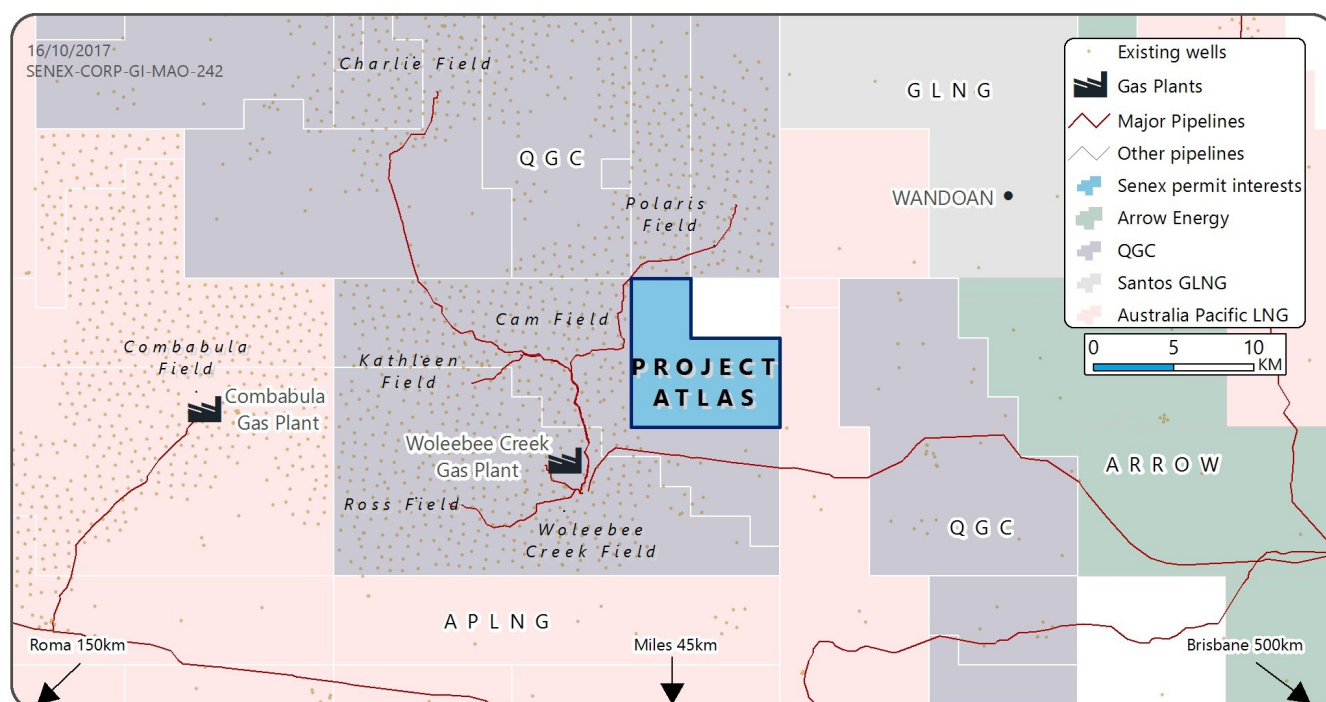 16/10/2017
SENEX-CORP-GI-MAO-242
Charlie Field
QGC
GLNG
WANDOAN
Polaris
Field
Existing wells
Gas Plants
Major Pipelines
Other pipelines
Senex permit interests
Arrow Energy
QGC
Santos GLNG
Australia Pacific LNG
0 5 10
KM
Cam Field
Combabula
Field
Kathleen
Field
PROJECT
ATLAS
Combabula
Gas Plant
Woleebee Creek
Gas Plant
ARROW
Ross Field
Woleebee
Creek Field
QGC
APLNG
Roma 150km
Miles 45km
Brisbane 500km